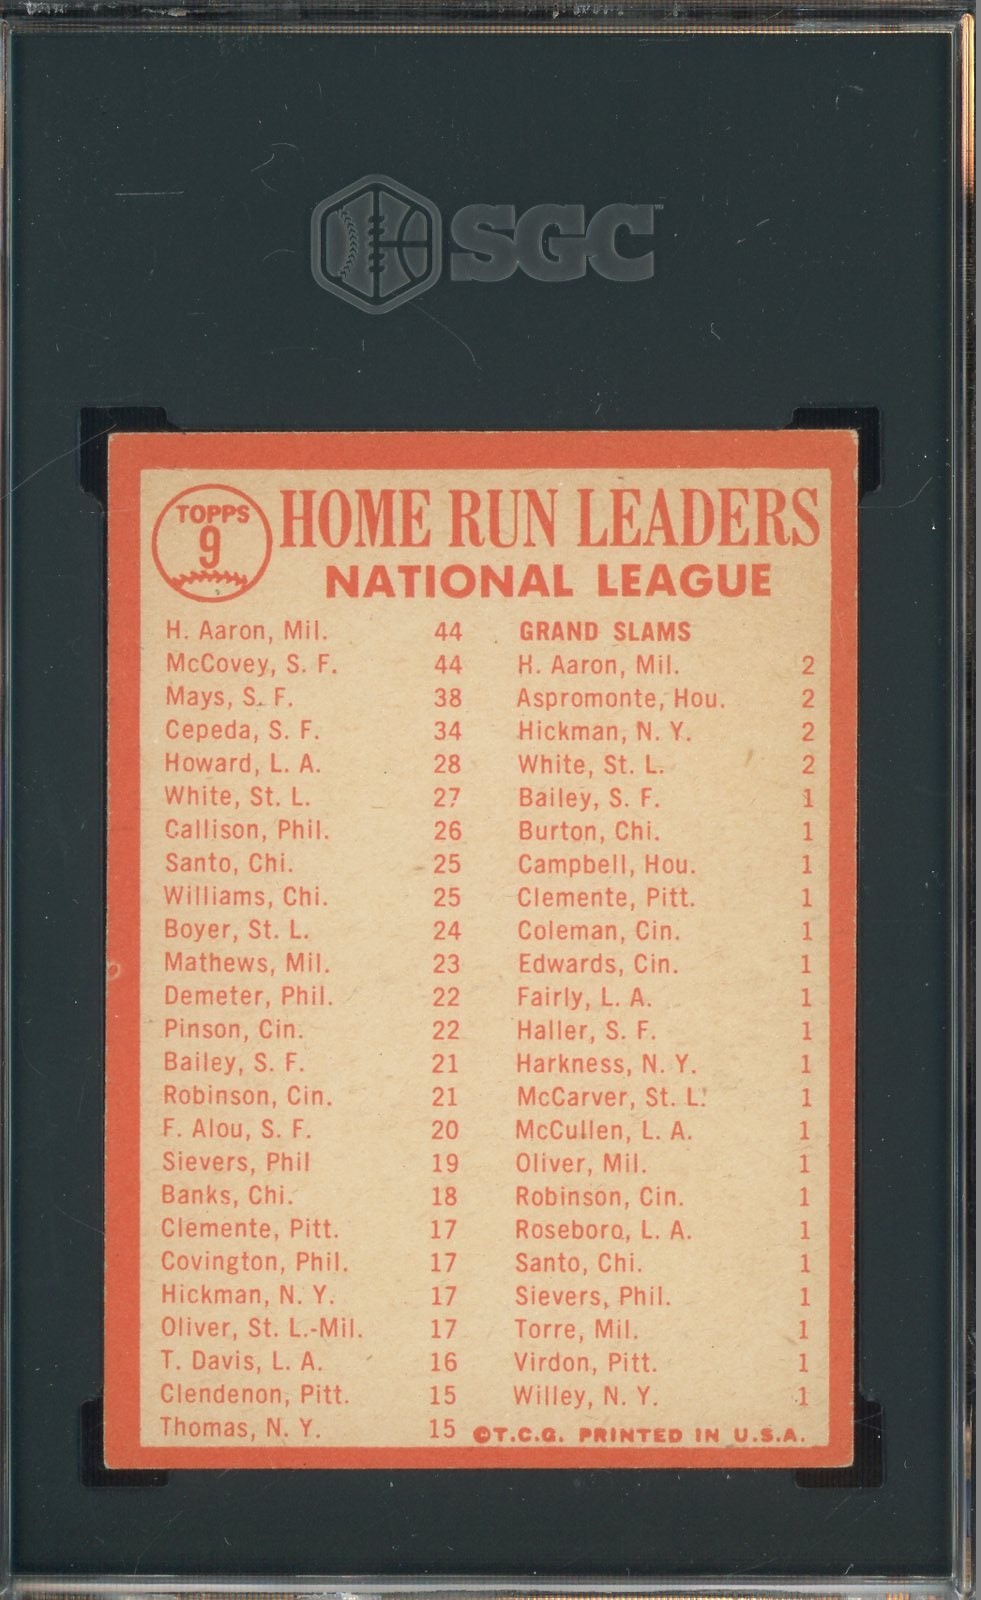 SGC
TOPPS
9
HOME RUN LEADERS
NATIONAL LEAGUE
H. Aaron, Mil. 44
McCovey, S. F. 44
Mays, S. F. 38
Cepeda, S. F. 34
Howard, L. A. 28
White, St. L. 27
Callison, Phil. 26
Santo, Chi. 25
Williams, Chi. 25
Boyer, St. L. 24
Mathews, Mil. 23
Demeter, Phil. 22
Pinson, Cin. 22
Bailey, S. F. 21
Robinson, Cin. 21
F. Alou, S. F. 20
Sievers, Phil 19
Banks, Chi. 18
Clemente, Pitt. 17
Covington, Phil. 17
Hickman, N. Y. 17
Oliver, St. L.-Mil. 17
T. Davis, L. A. 16
Clendenon, Pitt. 15
Thomas, N. Y. 15
GRAND SLAMS
H. Aaron, Mil. 2
Aspromonte, Hou. 2
Hickman, N. Y. 2
White, St. L. 2
Bailey, S. F. 1
Burton, Chi. 1
Campbell, Hou. 1
Clemente, Pitt. 1
Coleman, Cin. 1
Edwards, Cin. 1
Fairly, L. A. 1
Haller, S. F. 1
Harkness, N. Y. 1
McCarver, St. L. 1
McCullen, L. A. 1
Oliver, Mil. 1
Robinson, Cin. 1
Roseboro, L. A. 1
Santo, Chi. 1
Sievers, Phil. 1
Torre, Mil. 1
Virdon, Pitt. 1
Willey, N. Y. 1
©T.C.G. PRINTED IN U.S.A.